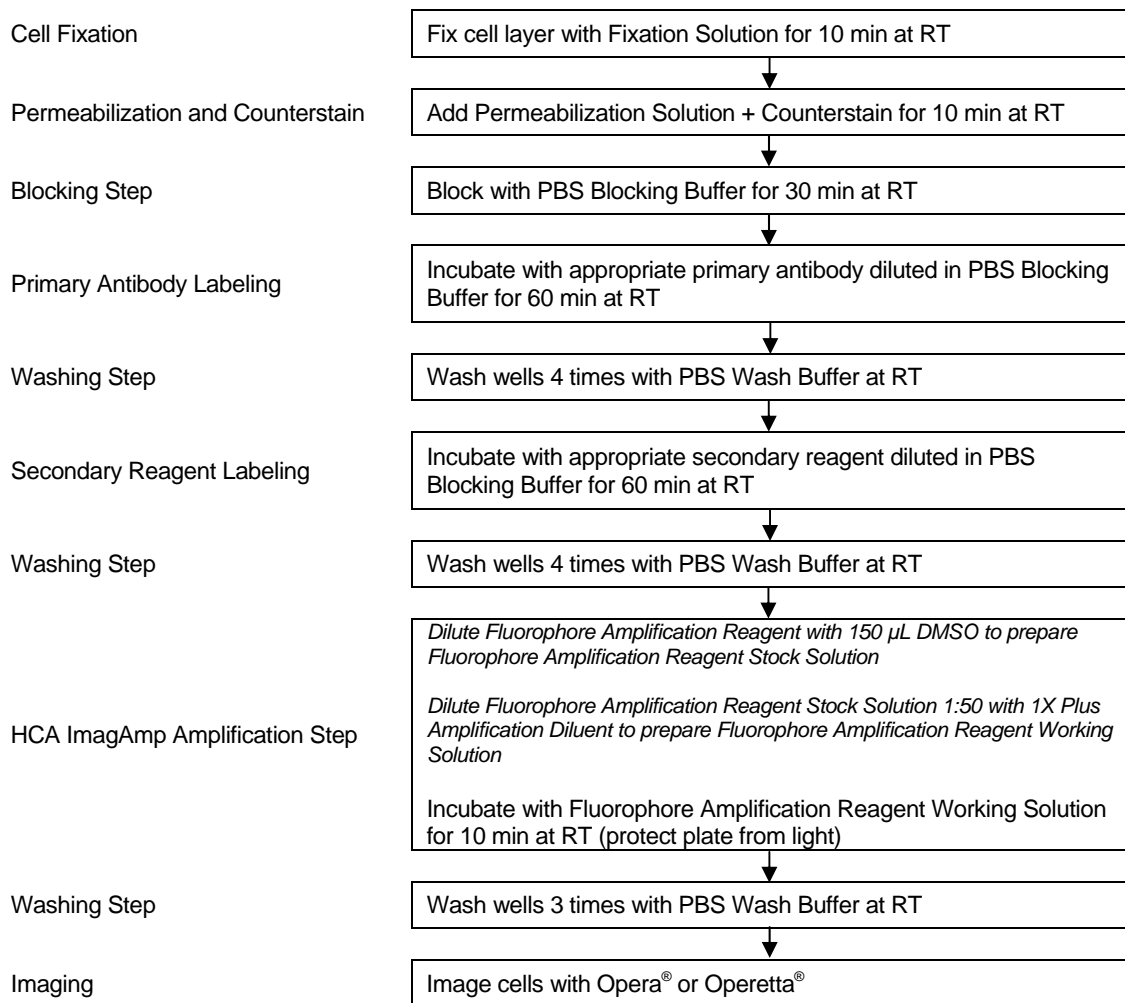 Cell Fixation
Fix cell layer with Fixation Solution for 10 min at RT
Permeabilization and Counterstain
Add Permeabilization Solution + Counterstain for 10 min at RT
Blocking Step
Block with PBS Blocking Buffer for 30 min at RT
Primary Antibody Labeling
Incubate with appropriate primary antibody diluted in PBS Blocking
Buffer for 60 min at RT
Washing Step
Wash wells 4 times with PBS Wash Buffer at RT
Secondary Reagent Labeling
Incubate with appropriate secondary reagent diluted in PBS
Blocking Buffer for 60 min at RT
Washing Step
Wash wells 4 times with PBS Wash Buffer at RT
HCA ImagAmp Amplification Step
Dilute Fluorophore Amplification Reagent with 150 µL DMSO to prepare
Fluorophore Amplification Reagent Stock Solution
Dilute Fluorophore Amplification Reagent Stock Solution 1:50 with 1X Plus
Amplification Diluent to prepare Fluorophore Amplification Reagent Working
Solution
Incubate with Fluorophore Amplification Reagent Working Solution
for 10 min at RT (protect plate from light)
Washing Step
Wash wells 3 times with PBS Wash Buffer at RT
Imaging
Image cells with Opera® or Operetta®